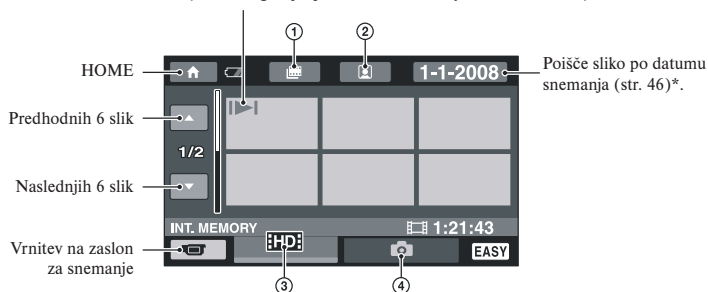 ① ②
HOME
1-1-2008
Poišče sliko po datumu
snemanja (str. 46)*.
Predhodnih 6 slik
1/2
Naslednjih 6 slik
INT. MEMORY
1:21:43
Vrnitev na zaslon
za snemanje
HD
EASY
③ ④